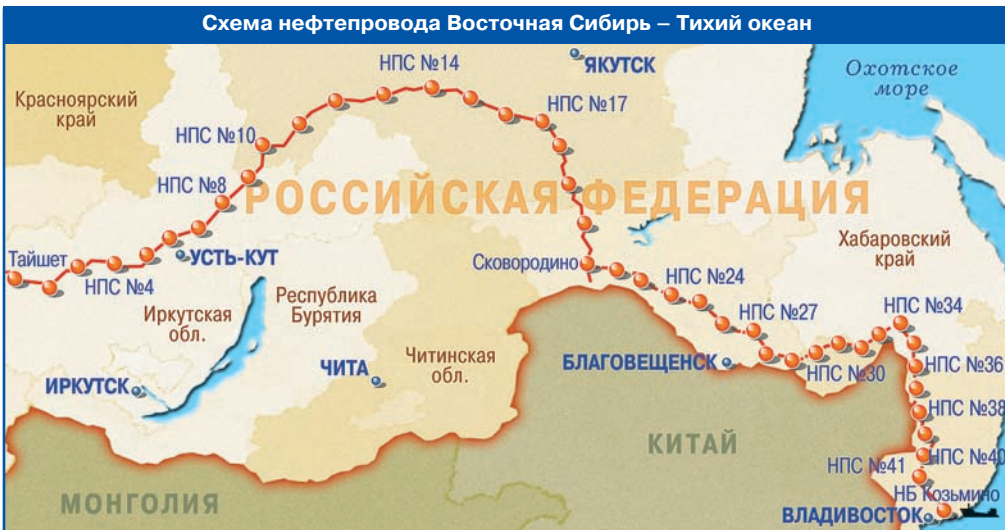 Схема нефтепровода Восточная Сибирь – Тихий океан
НПС №14
ЯКУТСК
Охотское
море
Красноярский
край
НПС №17
НПС №10
НПС №8
РОССИЙСКАЯ ФЕДЕРАЦИЯ
Тайшет
УСТЬ-КУТ
Сковородино
Хабаровский
край
НПС №4
НПС №24
Республика
Бурятия
Иркутская
обл.
НПС №27
НПС №34
ЧИТА
Читинская
обл.
БЛАГОВЕЩЕНСК
НПС №30
НПС №36
ИРКУТСК
НПС №38
КИТАЙ
НПС №40
НПС №41
МОНГОЛИЯ
НБ Козьмино
ВЛАДИВОСТОК